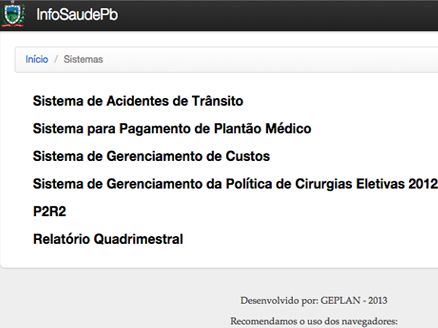 InfoSaudePb
Início / Sistemas
Sistema de Acidentes de Trânsito
Sistema para Pagamento de Plantão Médico
Sistema de Gerenciamento de Custos
Sistema de Gerenciamento da Política de Cirurgias Eletivas 2012
P2R2
Relatório Quadrimestral
Desenvolvido por: GEPLAN - 2013
Recomendamos o uso dos navegadores: